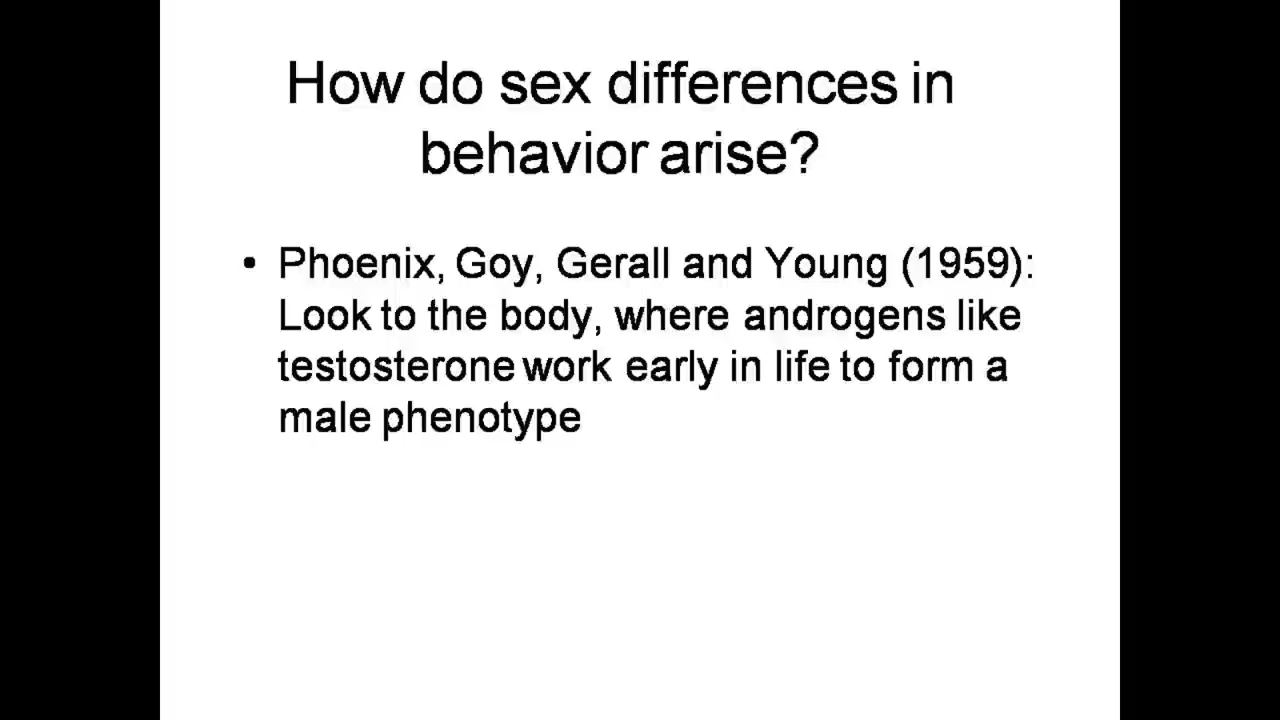 How do sex differences in
behavior arise?
• Phoenix, Goy, Gerall and Young (1959):
Look to the body, where androgens like
testosterone work early in life to form a
male phenotype